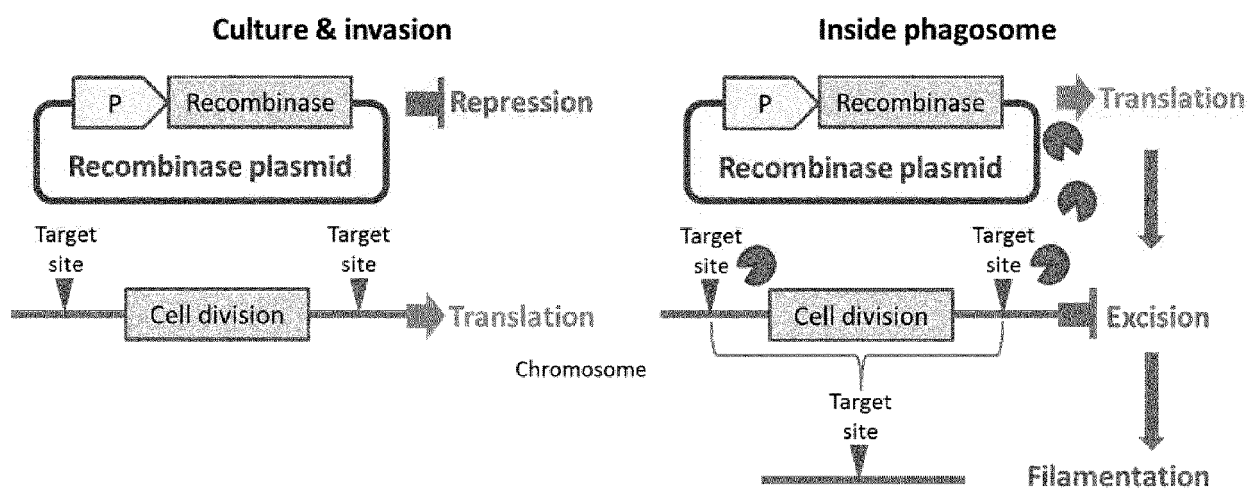 Culture & invasion
P
Recombinase
Repression
Recombinase plasmid
Target
site
Target
site
Cell division
Translation
Chromosome
Inside phagosome
P
Recombinase
Translation
Recombinase plasmid
Target
site
Target
site
Cell division
Excision
Target
site
Filamentation